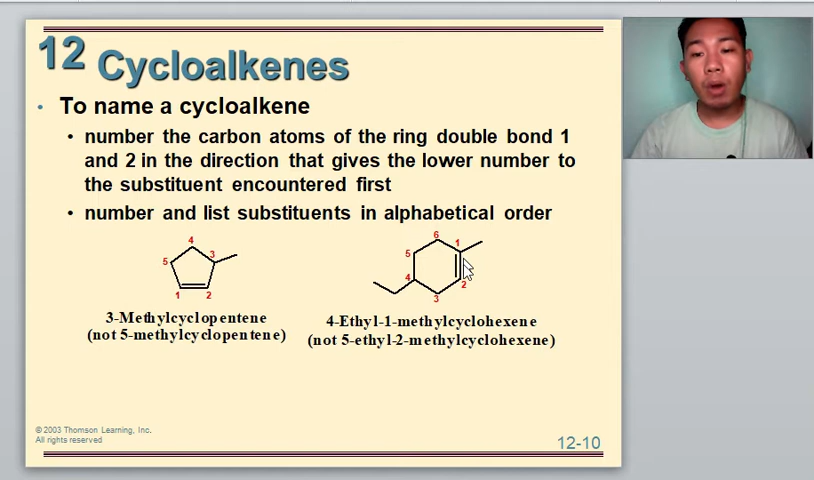 12 Cycloalkenes
• To name a cycloalkene
• number the carbon atoms of the ring double bond 1
and 2 in the direction that gives the lower number to
the substituent encountered first
• number and list substituents in alphabetical order
4
5
3
1
2
6
1
5
4
2
3
3-Methylcyclopentene
(not 5-methylcyclopentene)
4-Ethyl-1-methylcyclohexene
(not 5-ethyl-2-methylcyclohexene)
© 2003 Thomson Learning, Inc.
All rights reserved
12-10